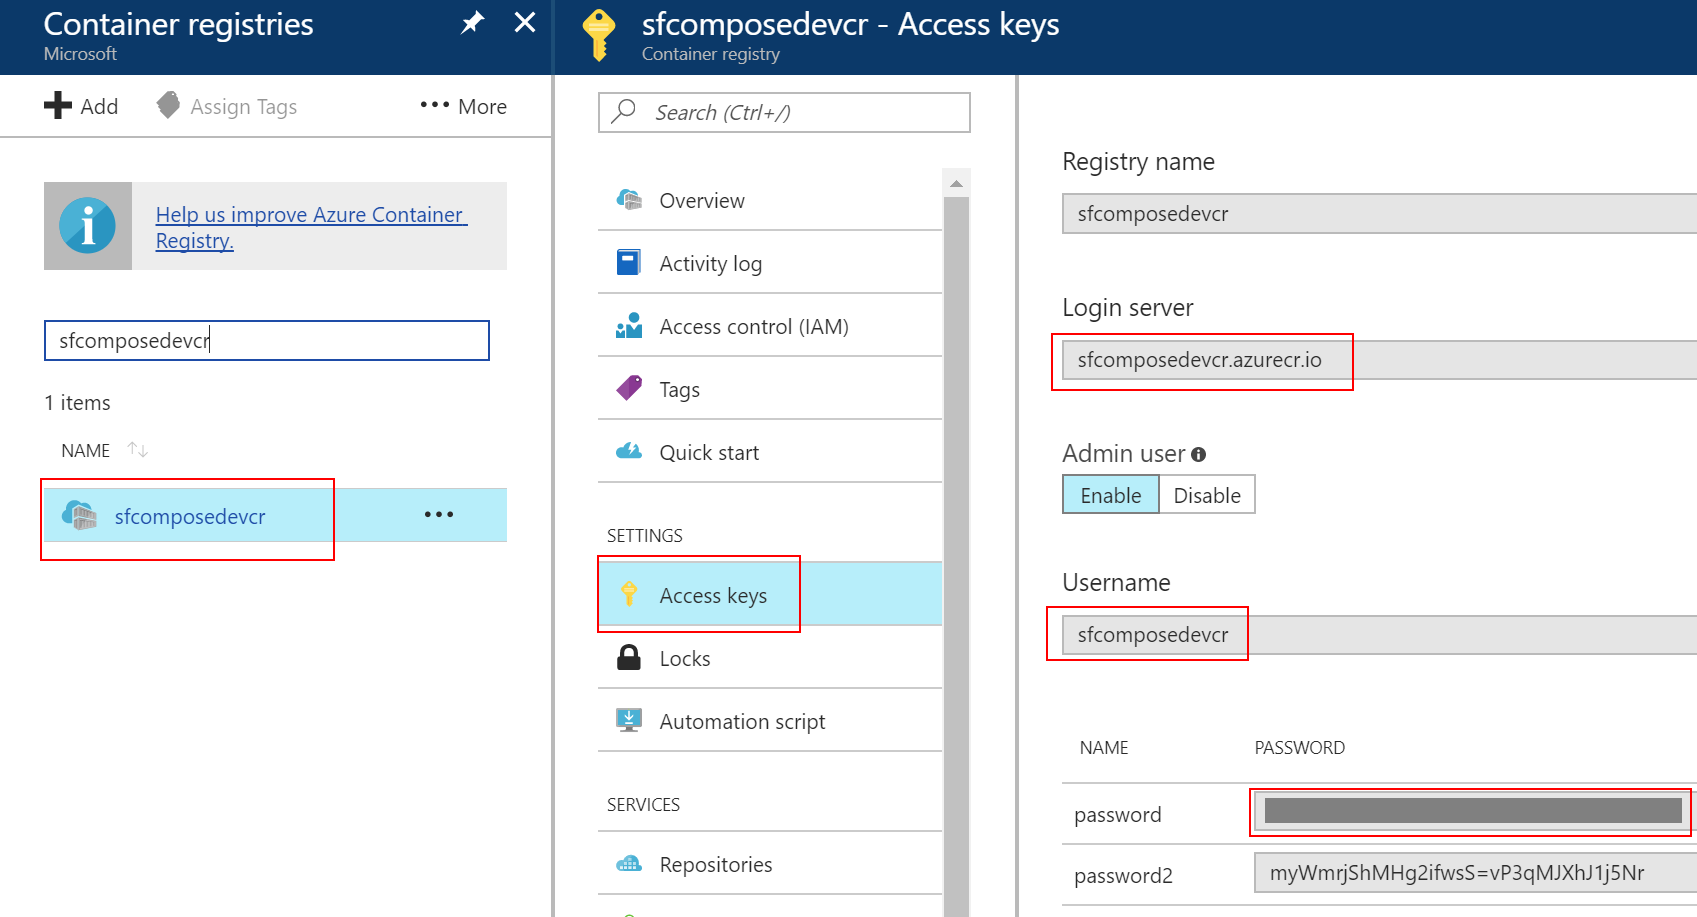 Container registries
Microsoft
Add
Assign Tags
More
Help us improve Azure Container
Registry.
sfcomposedevcr
1 items
NAME
sfcomposedevcr
sfcomposedevcr - Access keys
Container registry
Search (Ctrl+/)
Overview
Activity log
Access control (IAM)
Tags
Quick start
SETTINGS
Access keys
Locks
Automation script
SERVICES
Repositories
Registry name
sfcomposedevcr
Login server
sfcomposedevcr.azurecr.io
Admin user
Enable Disable
Username
sfcomposedevcr
NAME PASSWORD
password
password2 myWmrjShMHg2ifwsS=vP3qMJXhJ1j5Nr